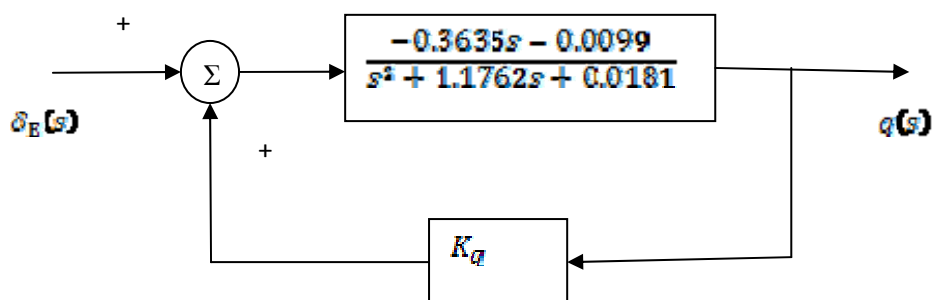 +
−0.3635s − 0.0099
s² + 1.1762s + 0.0181
Σ
δE(s)
q(s)
+
Kq